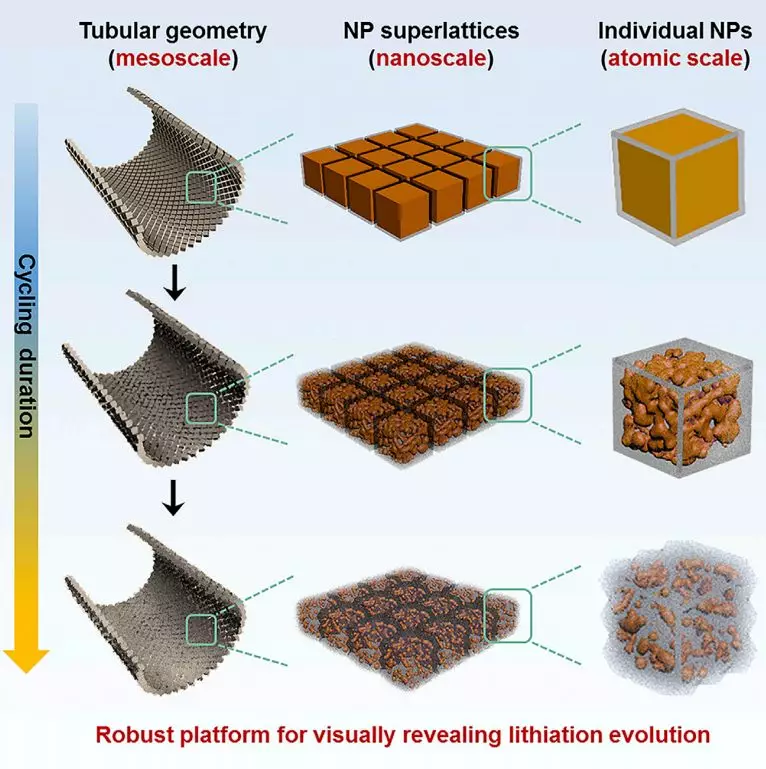 Tubular geometry
(mesoscale)
NP superlattices
(nanoscale)
Individual NPs
(atomic scale)
Cycling duration
Robust platform for visually revealing lithiation evolution